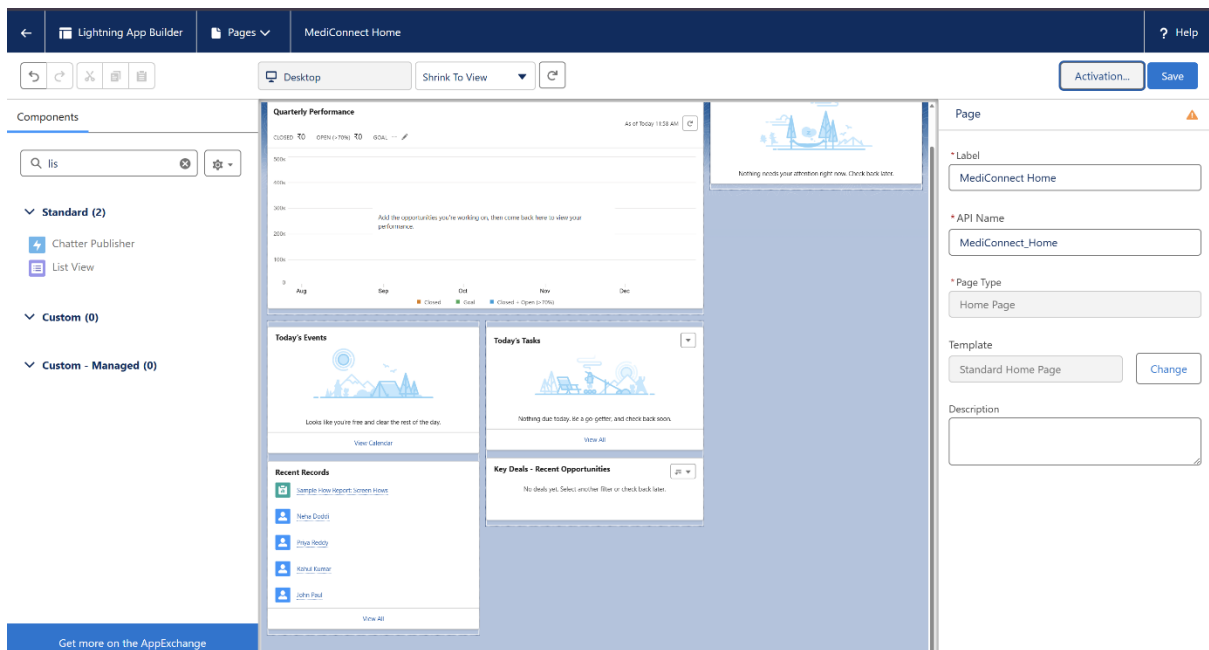 Lightning App Builder
Pages
MediConnect Home
? Help
Desktop
Shrink To View
Activation...
Save
Components
lis
Standard (2)
Chatter Publisher
List View
Custom (0)
Custom - Managed (0)
Get more on the AppExchange
Quarterly Performance
As of Today 11:58 AM
CLOSED ₹0 OPEN (>70%) ₹0 GOAL --
500k
400k
300k
200k
100k
0
Add the opportunities you're working on, then come back here to view your
performance.
Aug Sep Oct Nov Dec
Closed Goal Closed + Open (>70%)
Nothing needs your attention right now. Check back later.
Today's Events
Looks like you're free and clear the rest of the day.
View Calendar
Today's Tasks
Nothing due today. Be a go-getter, and check back soon.
View All
Recent Records
Sample Flow Report: Screen Flows
Neha Doddi
Priya Reddy
Rahul Kumar
John Paul
View All
Key Deals - Recent Opportunities
No deals yet. Select another filter or check back later.
Page
*Label
MediConnect Home
*API Name
MediConnect_Home
*Page Type
Home Page
Template
Standard Home Page
Change
Description